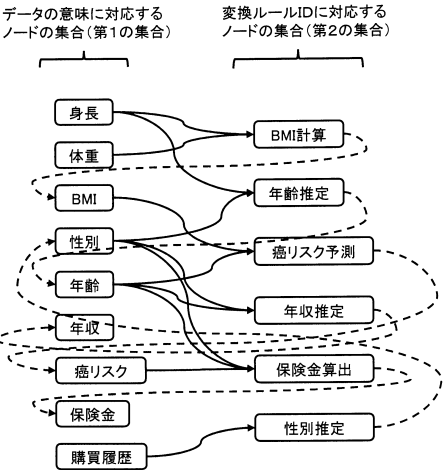 データの意味に対応する
ノードの集合（第１の集合）
変換ルールＩＤに対応する
ノードの集合（第２の集合）
身長
体重
BMI
性別
年齢
年収
癌リスク
保険金
購買履歴
BMI計算
年齢推定
癌リスク予測
年収推定
保険金算出
性別推定